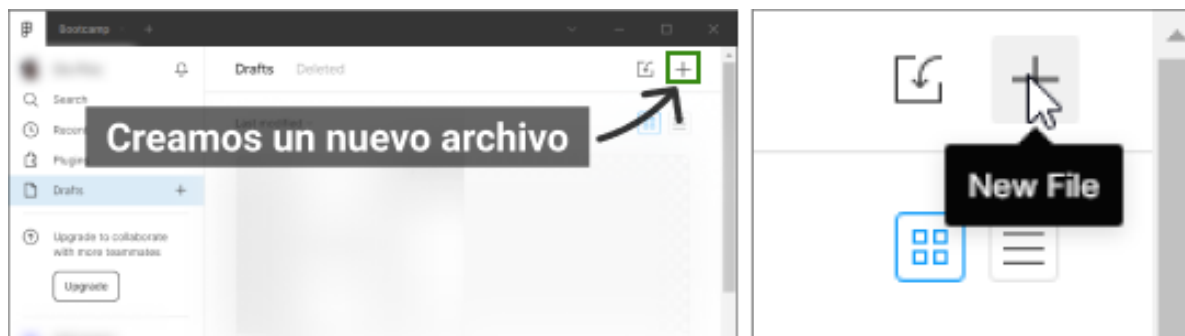 Bootcamp
Drafts Deleted
Search
Recent
Creamos un nuevo archivo
Plugins
Drafts
Upgrade to collaborate
with more teammates
Upgrade
New File